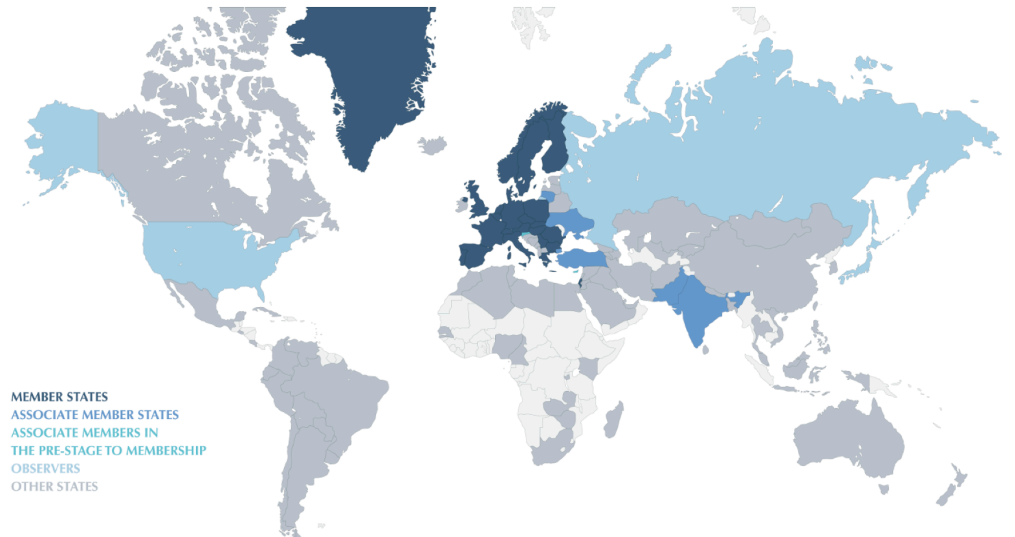 MEMBER STATES
ASSOCIATE MEMBER STATES
ASSOCIATE MEMBERS IN
THE PRE-STAGE TO MEMBERSHIP
OBSERVERS
OTHER STATES